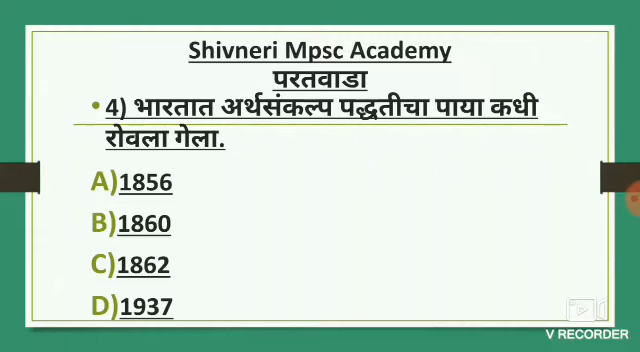 Shivneri Mpsc Academy
परतवाडा
• 4) भारतात अर्थसंकल्प पद्धतीचा पाया कधी
रोवला गेला.
A)1856
B)1860
C)1862
D)1937
V RECORDER